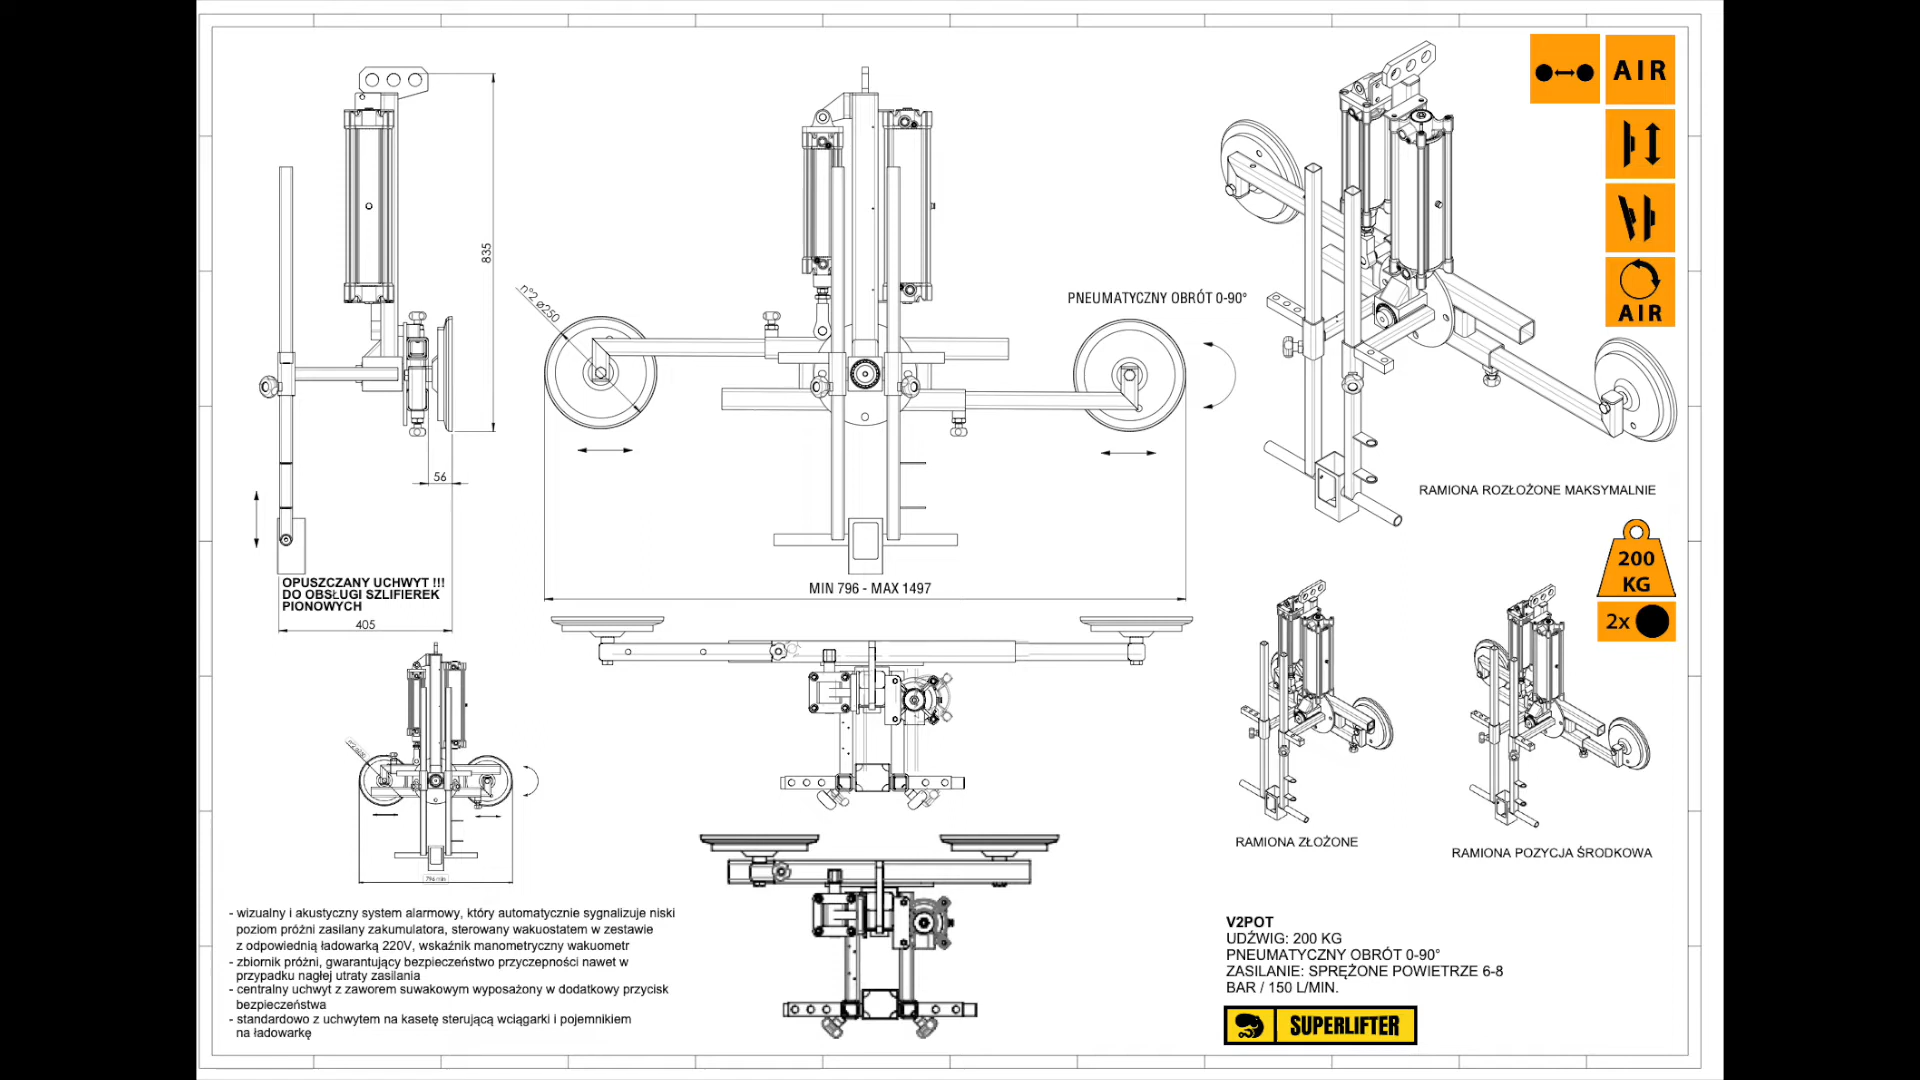 AIR
835
n°2 ø250
PNEUMATYCZNY OBRÓT 0-90°
AIR
56
RAMIONA ROZŁOŻONE MAKSYMALNIE
200
KG
2x
OPUSZCZANY UCHWYT !!!
DO OBSŁUGI SZLIFIEREK
PIONOWYCH
405
MIN 796 - MAX 1497
796 min
RAMIONA ZŁOŻONE
RAMIONA POZYCJA ŚRODKOWA
- wizualny i akustyczny system alarmowy, który automatycznie sygnalizuje niski
poziom próżni zasilany zakumulatora, sterowany wakuostatem w zestawie
z odpowiednią ładowarką 220V, wskaźnik manometryczny wakuometr
- zbiornik próżni, gwarantujący bezpieczeństwo przyczepności nawet w
przypadku nagłej utraty zasilania
- centralny uchwyt z zaworem suwakowym wyposażony w dodatkowy przycisk
bezpieczeństwa
- standardowo z uchwytem na kasetę sterującą wciągarki i pojemnikiem
na ładowarkę
V2POT
UDŹWIG: 200 KG
PNEUMATYCZNY OBRÓT 0-90°
ZASILANIE: SPRĘŻONE POWIETRZE 6-8
BAR / 150 L/MIN.
SUPERLIFTER